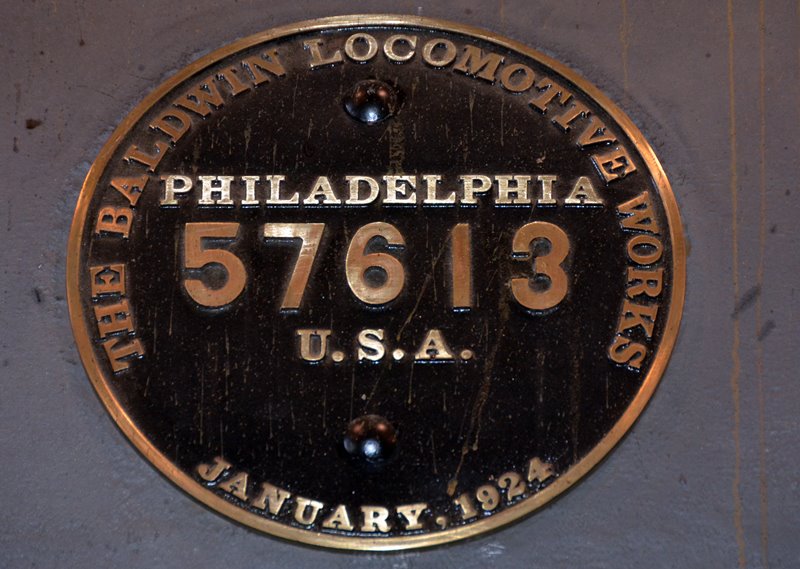 THE BALDWIN LOCOMOTIVE WORKS
PHILADELPHIA
57613
U.S.A.
JANUARY, 1924